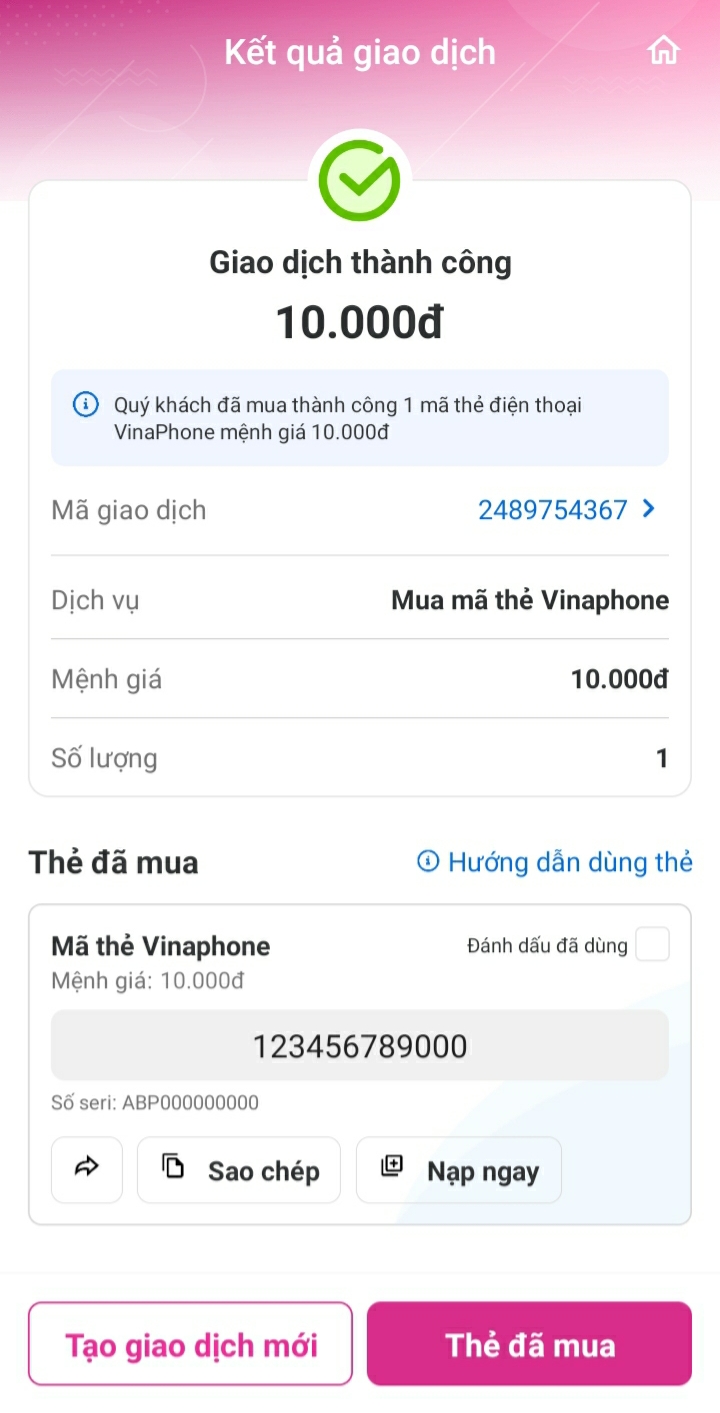 Kết quả giao dịch
Giao dịch thành công
10.000đ
Quý khách đã mua thành công 1 mã thẻ điện thoại
VinaPhone mệnh giá 10.000đ
Mã giao dịch 2489754367
Dịch vụ Mua mã thẻ Vinaphone
Mệnh giá 10.000đ
Số lượng 1
Thẻ đã mua Hướng dẫn dùng thẻ
Mã thẻ Vinaphone Đánh dấu đã dùng
Mệnh giá: 10.000đ
123456789000
Số seri: ABP000000000
Sao chép Nạp ngay
Tạo giao dịch mới Thẻ đã mua